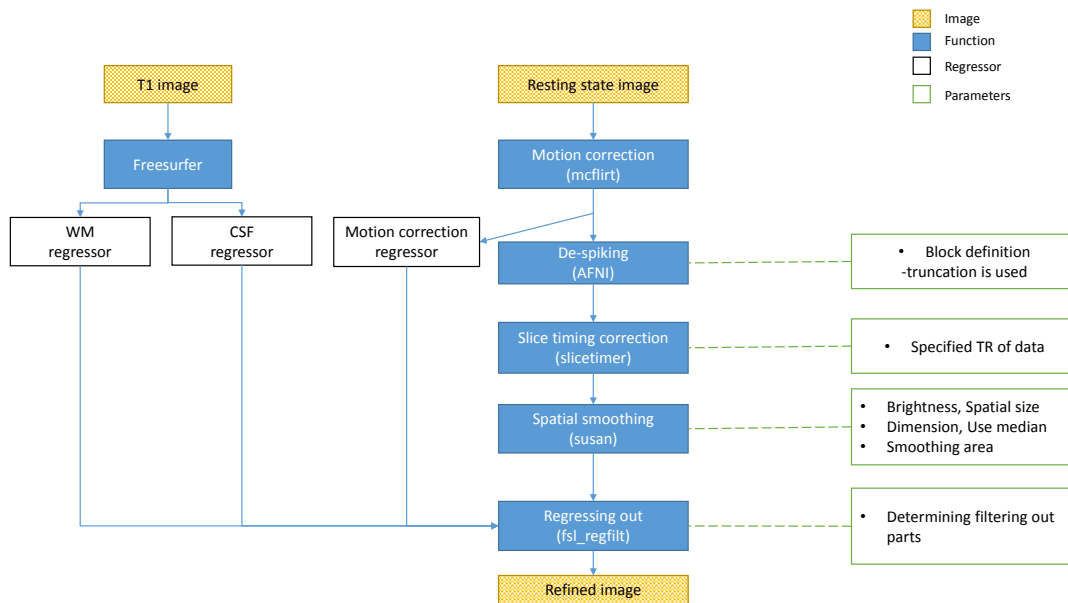 Image
Function
Regressor
Parameters
T1 image
Resting state image
Freesurfer
Motion correction
(mcflirt)
WM
regressor
CSF
regressor
Motion correction
regressor
De-spiking
(AFNI)
• Block definition
-truncation is used
Slice timing correction
(slicetimer)
• Specified TR of data
Spatial smoothing
(susan)
• Brightness, Spatial size
• Dimension, Use median
• Smoothing area
Regressing out
(fsl_regfilt)
• Determining filtering out
parts
Refined image